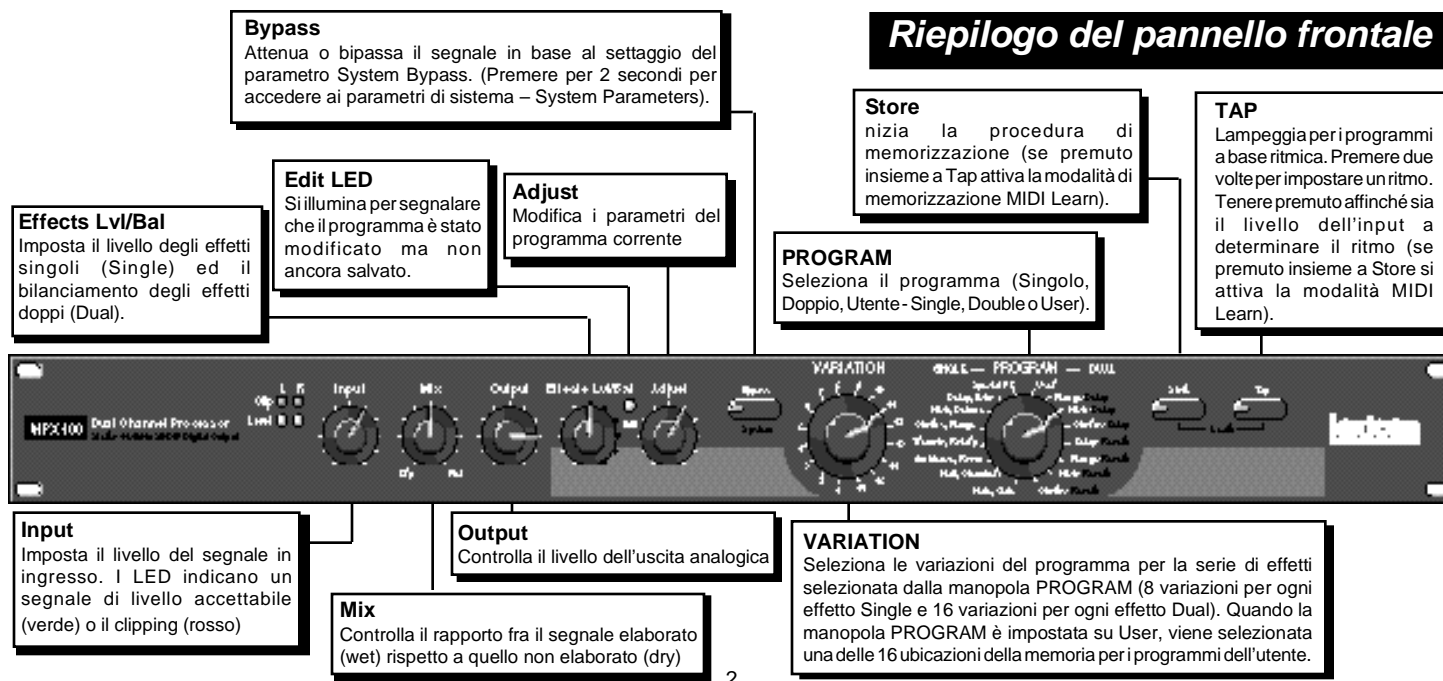 Riepilogo del pannello frontale
Bypass
Attenua o bipassa il segnale in base al settaggio del
parametro System Bypass. (Premere per 2 secondi per
accedere ai parametri di sistema – System Parameters).
Store
nizia la procedura di
memorizzazione (se premuto
insieme a Tap attiva la modalità di
memorizzazione MIDI Learn).
TAP
Lampeggia per i programmi
a base ritmica. Premere due
volte per impostare un ritmo.
Tenere premuto affinché sia
il livello dell'input a
determinare il ritmo (se
premuto insieme a Store si
attiva la modalità MIDI
Learn).
Edit LED
Si illumina per segnalare
che il programma è stato
modificato ma non
ancora salvato.
Adjust
Modifica i parametri del
programma corrente
Effects Lvl/Bal
Imposta il livello degli effetti
singoli (Single) ed il
bilanciamento degli effetti
doppi (Dual).
PROGRAM
Seleziona il programma (Singolo,
Doppio, Utente - Single, Double o User).
MPX100 Dual Channel Processor
L R
Clip
Level
Input
Mix
Dry
Output
Effects Lvl/Bal
Adjust
Bypass
System
VARIATION
SINGLE — PROGRAM — DUAL
Tap
Input
Imposta il livello del segnale in
ingresso. I LED indicano un
segnale di livello accettabile
(verde) o il clipping (rosso)
Output
Controlla il livello dell'uscita analogica
Mix
Controlla il rapporto fra il segnale elaborato
(wet) rispetto a quello non elaborato (dry)
VARIATION
Seleziona le variazioni del programma per la serie di effetti
selezionata dalla manopola PROGRAM (8 variazioni per ogni
effetto Single e 16 variazioni per ogni effetto Dual). Quando la
manopola PROGRAM è impostata su User, viene selezionata
una delle 16 ubicazioni della memoria per i programmi dell'utente.
2